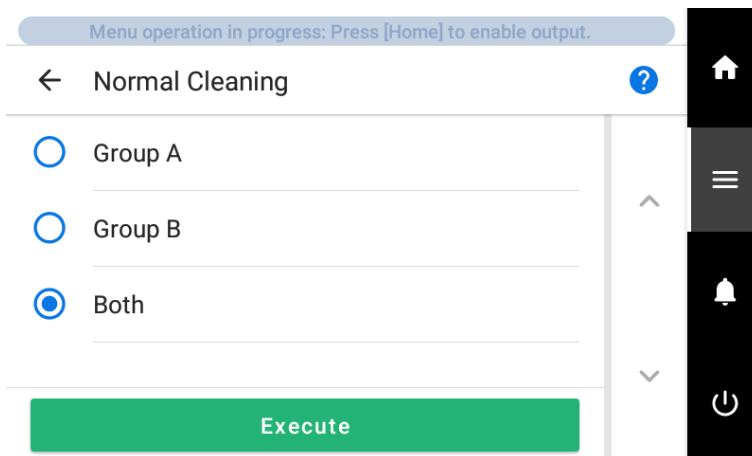 Menu operation in progress: Press [Home] to enable output.
Normal Cleaning
?
Group A
Group B
Both
Execute